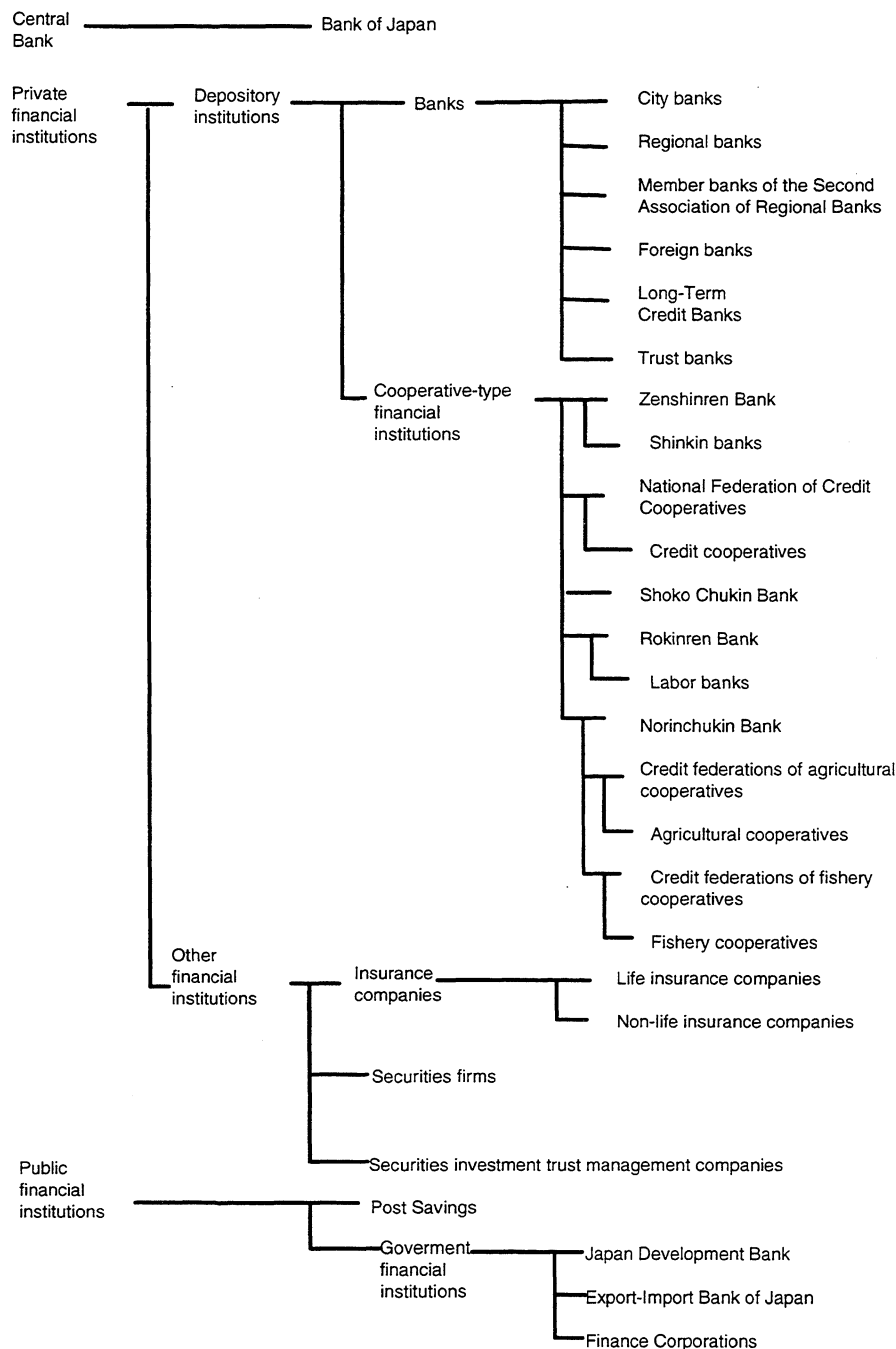 Central
Bank
Bank of Japan
Private
financial
institutions
Depository
institutions
Banks
City banks
Regional banks
Member banks of the Second
Association of Regional Banks
Foreign banks
Long-Term
Credit Banks
Trust banks
Cooperative-type
financial
institutions
Zenshinren Bank
Shinkin banks
National Federation of Credit
Cooperatives
Credit cooperatives
Shoko Chukin Bank
Rokinren Bank
Labor banks
Norinchukin Bank
Credit federations of agricultural
cooperatives
Agricultural cooperatives
Credit federations of fishery
cooperatives
Fishery cooperatives
Other
financial
institutions
Insurance
companies
Life insurance companies
Non-life insurance companies
Securities firms
Securities investment trust management companies
Public
financial
institutions
Post Savings
Goverment
financial
institutions
Japan Development Bank
Export-Import Bank of Japan
Finance Corporations